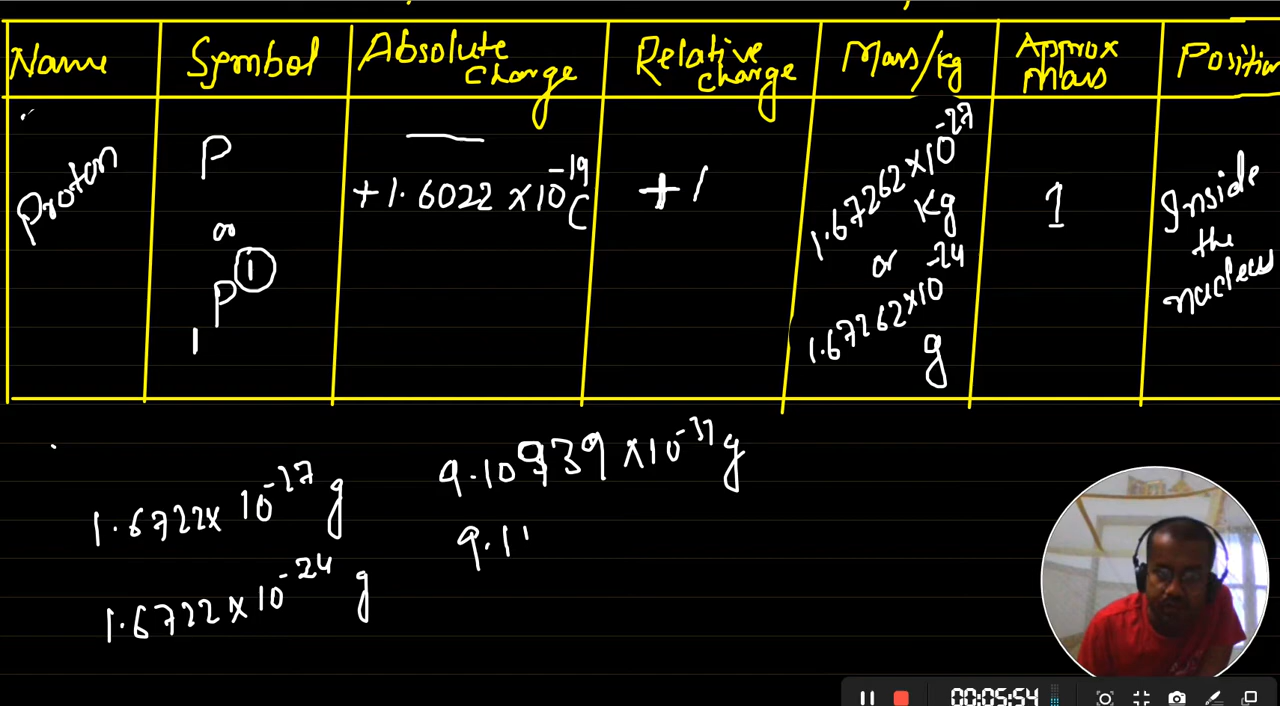 Name Symbol Absolute charge Relative charge Mass/kg Approx mass Position
Proton
P
or
1P1
+1.6022 ×10-19 C
+1
1.67262×10-27
kg
or
1.67262×10-24
g
1
Inside
the
nucleus
1.6722× 10-27 g
1.6722×10-24 g
9.10939 ×10-31 g
9.11
00:05:54